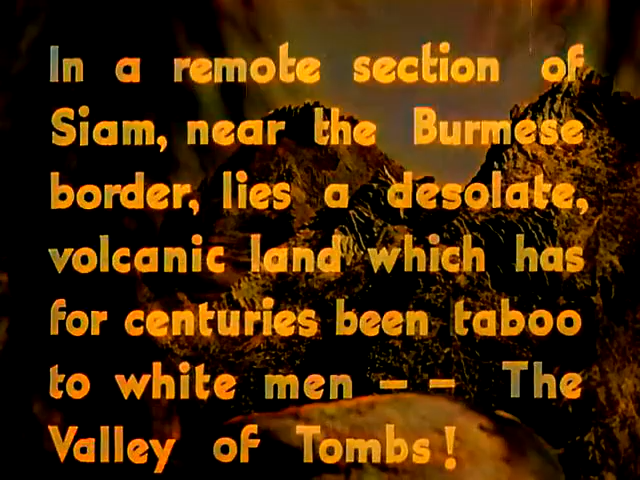 In a remote section of
Siam, near the Burmese
border, lies a desolate,
volcanic land which has
for centuries been taboo
to white men – – The
Valley of Tombs!